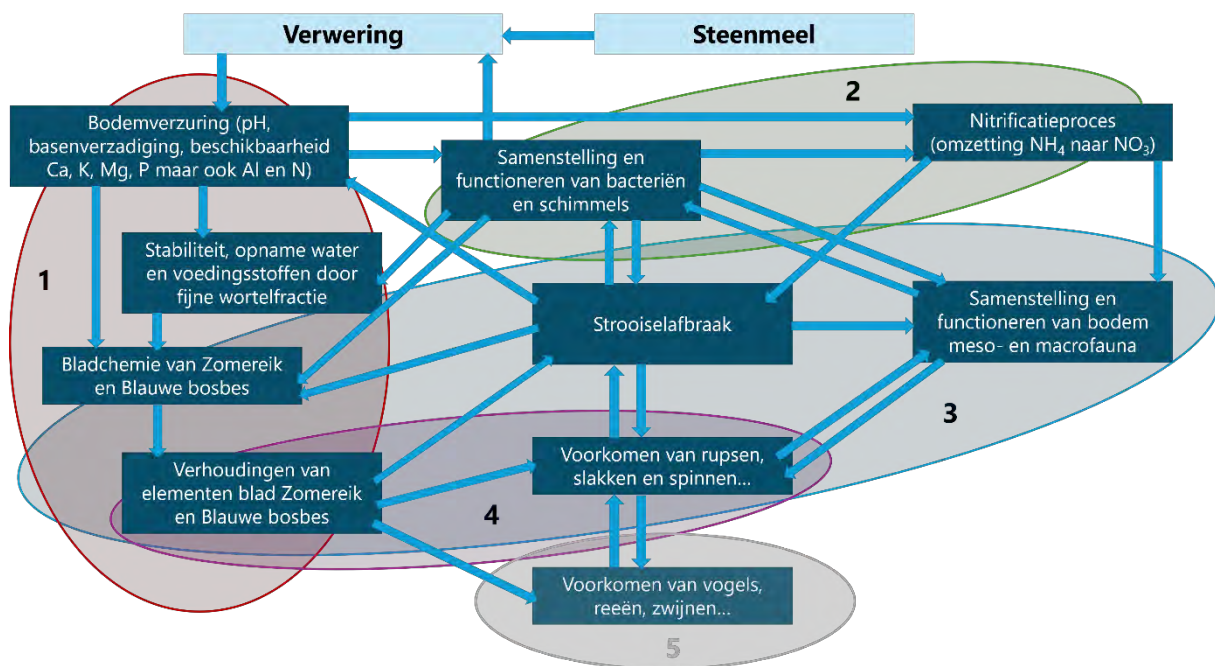 Verwering
Steenmeel
Bodemverzuring (pH,
basenverzadiging, beschikbaarheid
Ca, K, Mg, P maar ook Al en N)
2
Nitrificatieproces
(omzetting NH₄ naar NO₃)
Samenstelling en
functioneren van bacteriën
en schimmels
1
Stabiliteit, opname water
en voedingsstoffen door
fijne wortelfractie
Strooiselafbraak
Samenstelling en
functioneren van bodem
meso- en macrofauna
Bladchemie van Zomereik
en Blauwe bosbes
3
Verhoudingen van
elementen blad Zomereik
en Blauwe bosbes
Voorkomen van rupsen,
slakken en spinnen...
4
Voorkomen van vogels,
reeën, zwijnen...
5